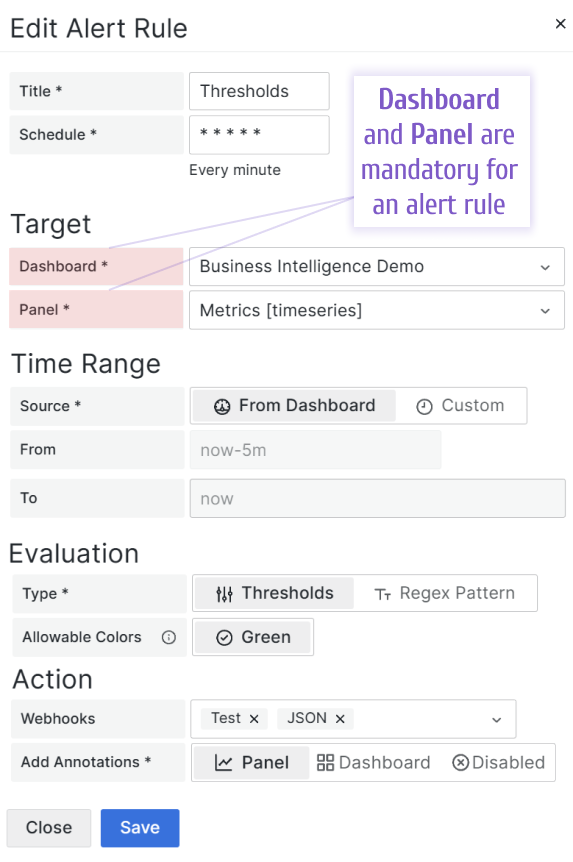 Edit Alert Rule
Title *
Thresholds
Schedule *
* * * * *
Every minute
Dashboard
and Panel are
mandatory for
an alert rule
Target
Dashboard *
Business Intelligence Demo
Panel *
Metrics [timeseries]
Time Range
Source *
From Dashboard
Custom
From
now-5m
To
now
Evaluation
Type *
Thresholds
Regex Pattern
Allowable Colors
Green
Action
Webhooks
Test
JSON
Add Annotations *
Panel
Dashboard
Disabled
Close
Save